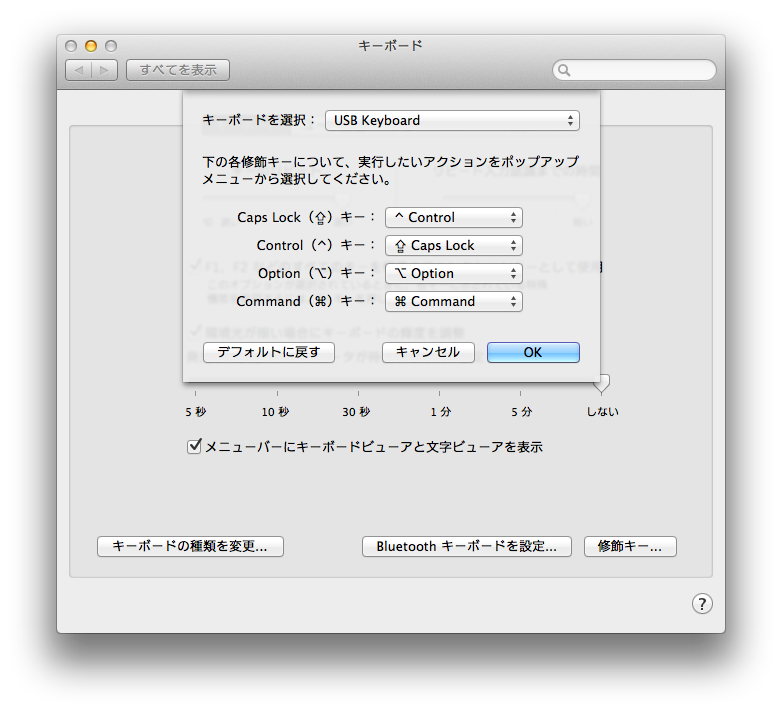 キーボード
すべてを表示
キーボードを選択： USB Keyboard
下の各修飾キーについて、実行したいアクションをポップアップ
メニューから選択してください。
Caps Lock（⇪）キー： ^ Control
Control（^）キー： ⇪ Caps Lock
Option（⌥）キー： ⌥ Option
Command（⌘）キー： ⌘ Command
デフォルトに戻す キャンセル OK
5 秒 10 秒 30 秒 1 分 5 分 しない
メニューバーにキーボードビューアと文字ビューアを表示
キーボードの種類を変更... Bluetooth キーボードを設定... 修飾キー...
?